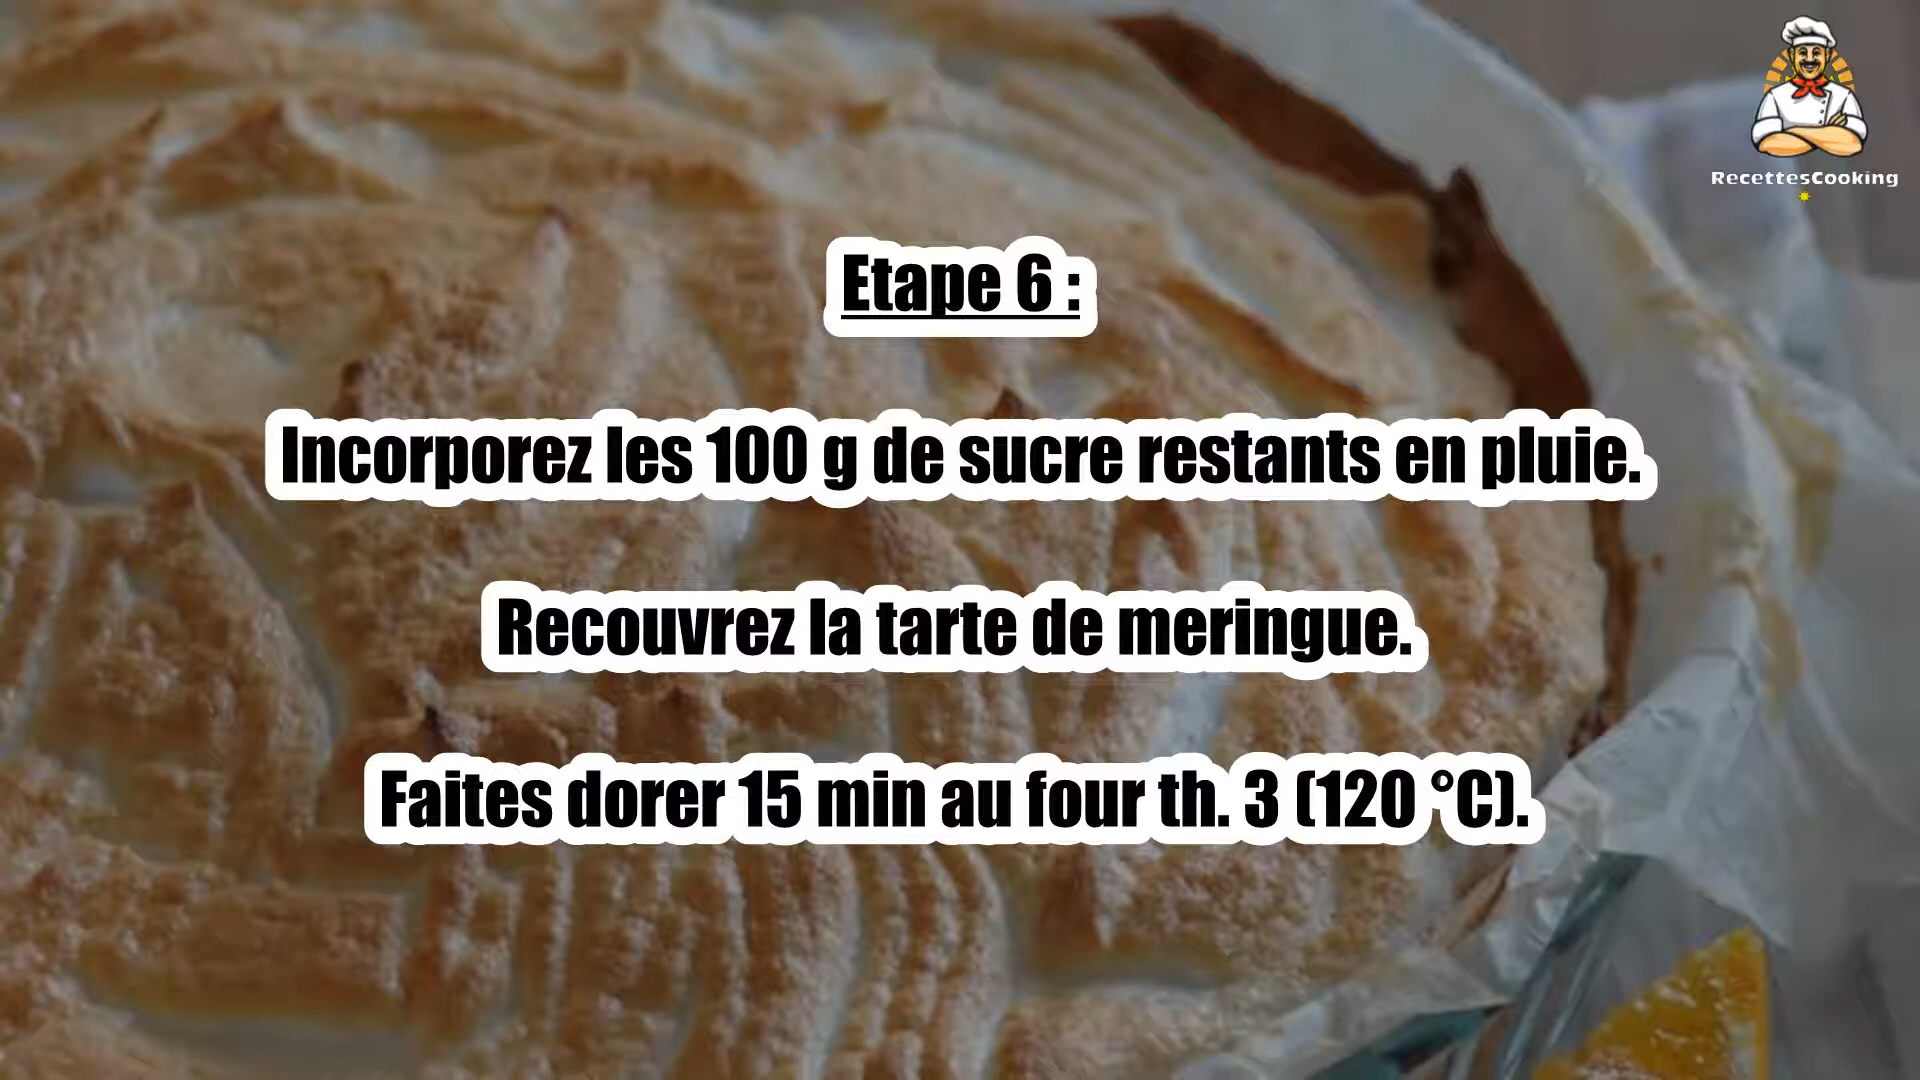 RecettesCooking
Etape 6 :
Incorporez les 100 g de sucre restants en pluie.
Recouvrez la tarte de meringue.
Faites dorer 15 min au four th. 3 (120 °C).